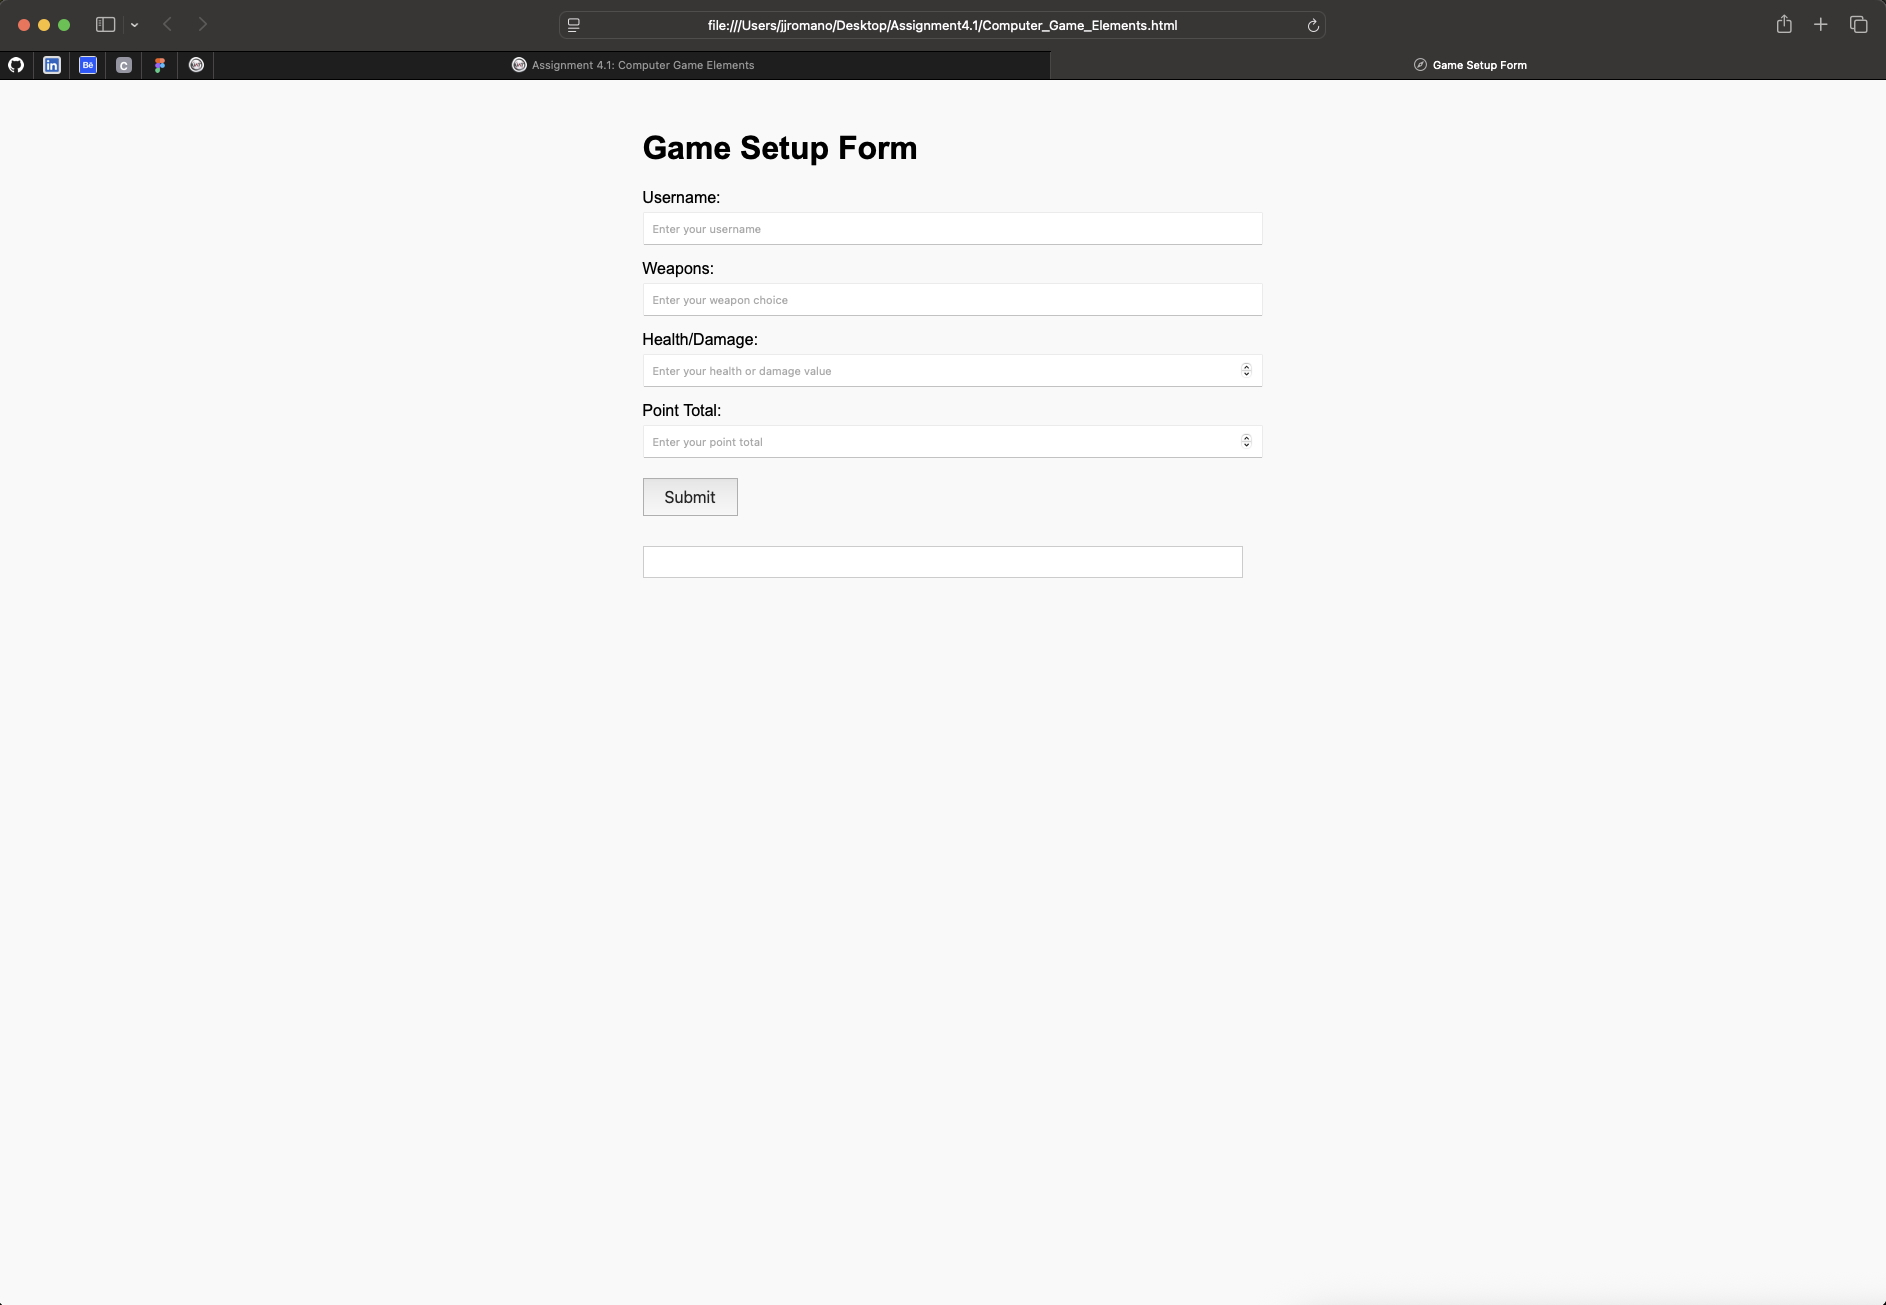 file:///Users/jjromano/Desktop/Assignment4.1/Computer_Game_Elements.html
in Bē C Assignment 4.1: Computer Game Elements Game Setup Form
Game Setup Form
Username:
Enter your username
Weapons:
Enter your weapon choice
Health/Damage:
Enter your health or damage value
Point Total:
Enter your point total
Submit